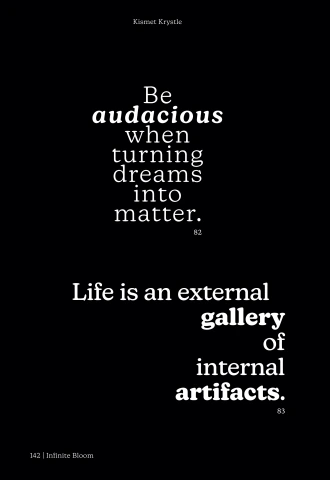 Kismet Krystle
Be
audacious
when
turning
dreams
into
matter.
82
Life is an external
gallery
of
internal
artifacts.
83
142 | Infinite Bloom